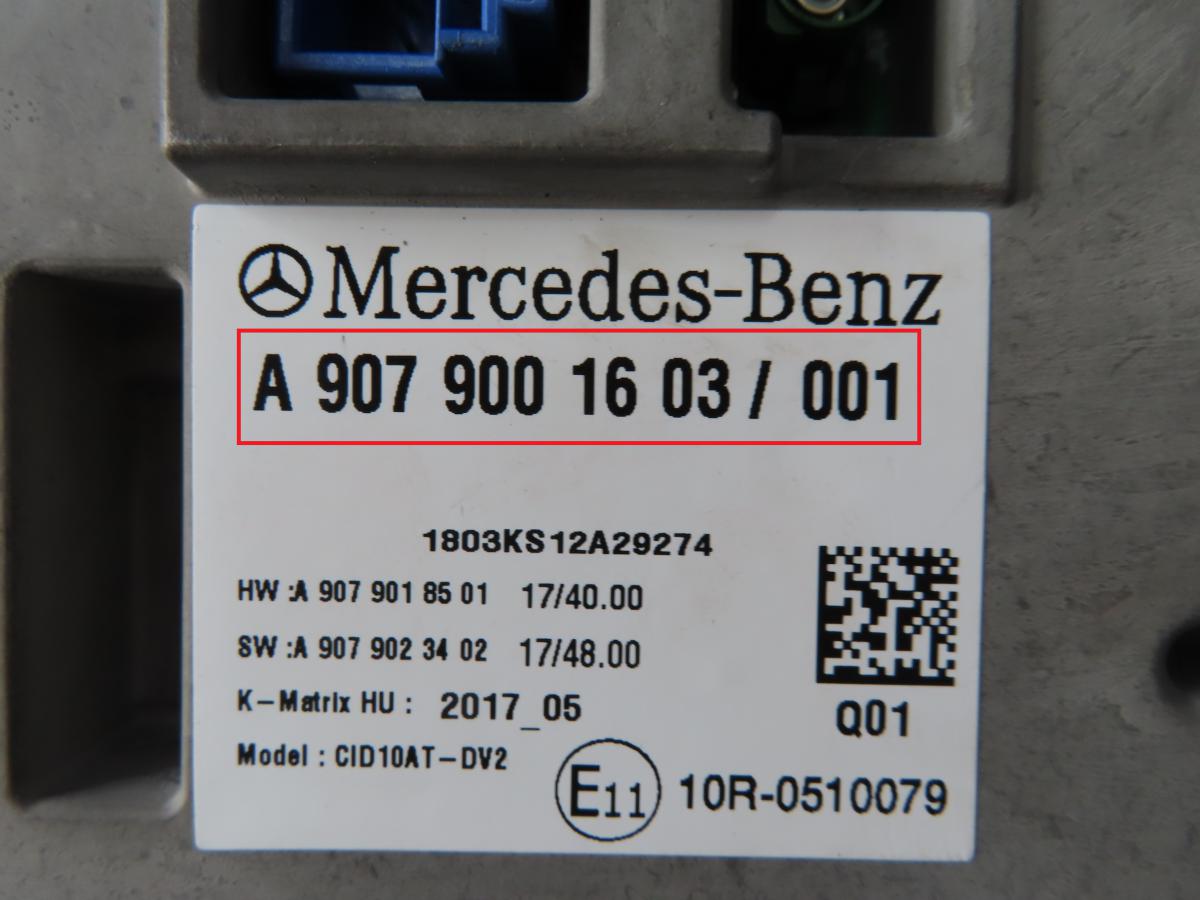 Mercedes-Benz
A 907 900 16 03 / 001
1803KS12A29274
HW :A 907 901 85 01 17/40.00
SW :A 907 902 34 02 17/48.00
K-Matrix HU : 2017_05
Model : CID10AT-DV2
Q01
E11 10R-0510079